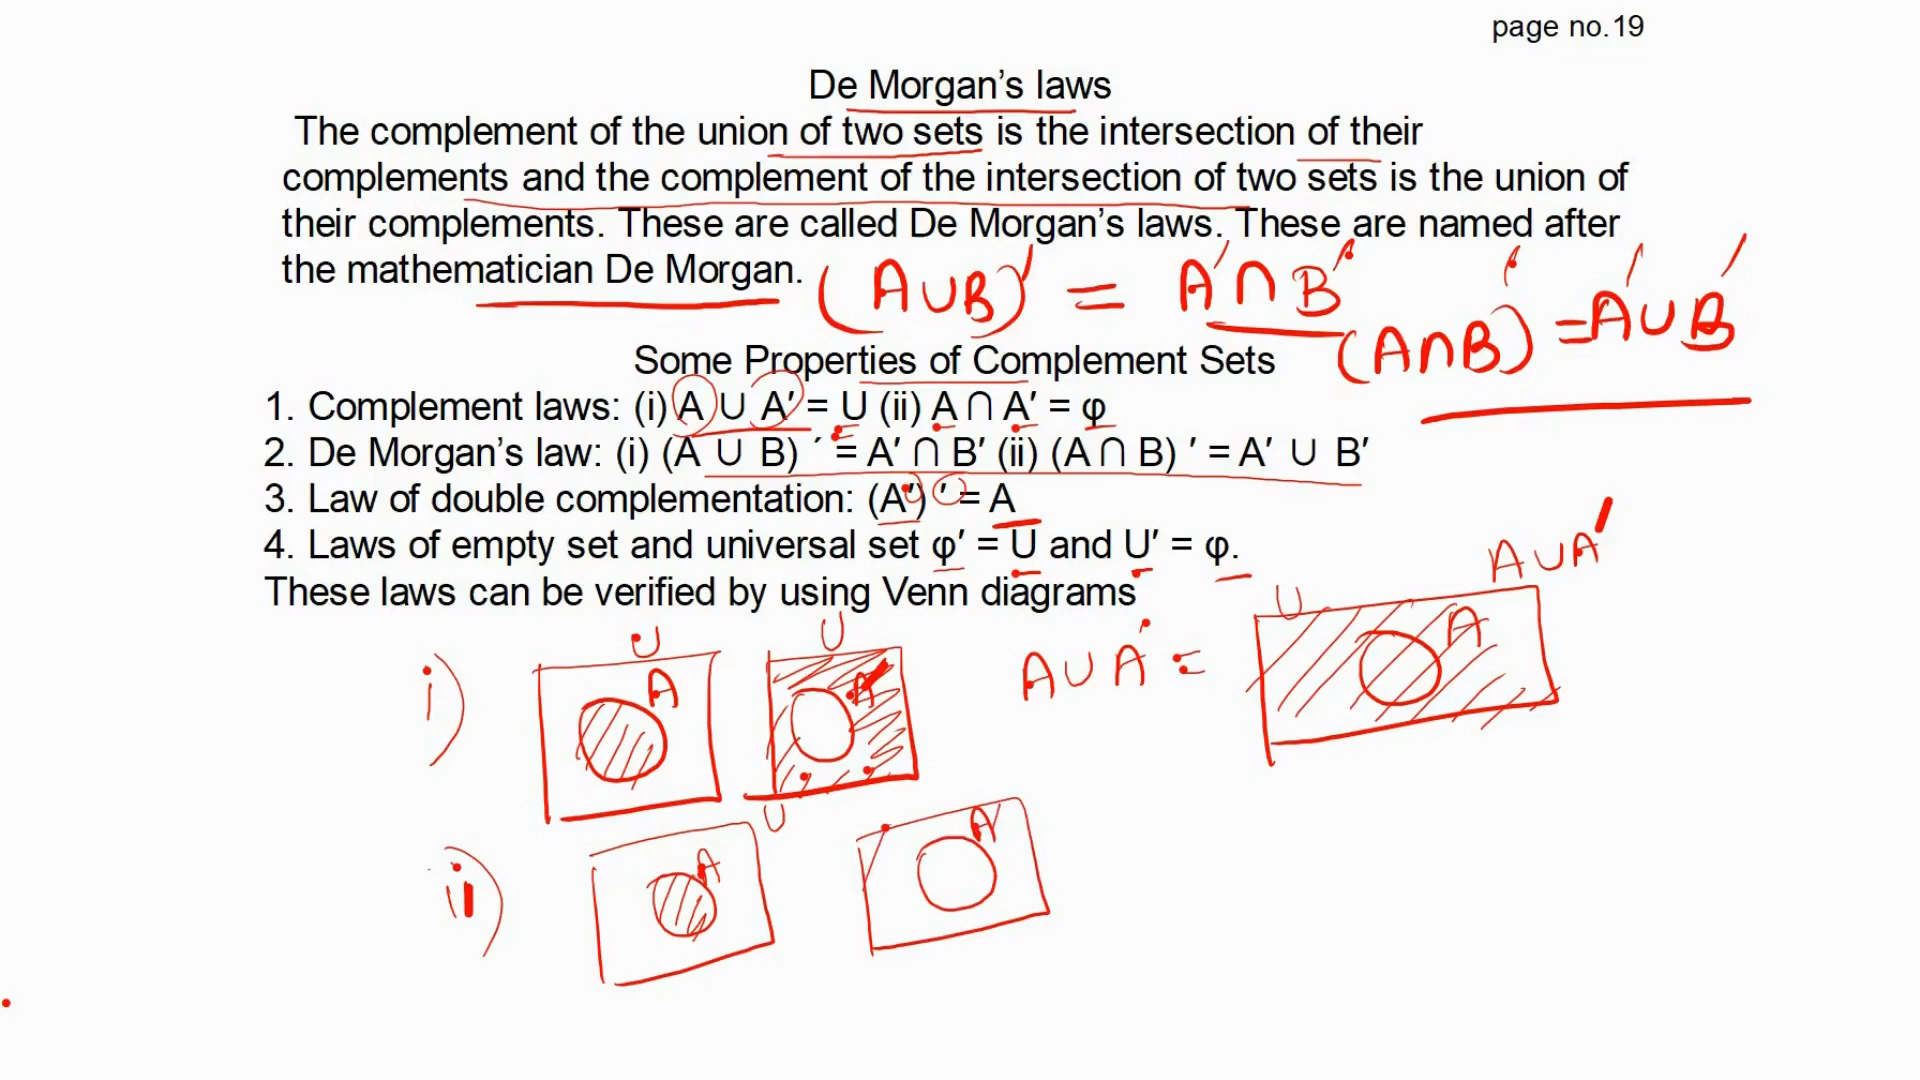 page no.19
De Morgan’s laws
The complement of the union of two sets is the intersection of their
complements and the complement of the intersection of two sets is the union of
their complements. These are called De Morgan’s laws. These are named after
the mathematician De Morgan.
(A∪B)′ = A′∩B′
(A∩B)′ = A′∪B′
Some Properties of Complement Sets
1. Complement laws: (i) A ∪ A′ = U (ii) A ∩ A′ = φ
2. De Morgan’s law: (i) (A ∪ B) ´ = A′ ∩ B′ (ii) (A ∩ B) ′ = A′ ∪ B′
3. Law of double complementation: (A′) ′ = A
4. Laws of empty set and universal set φ′ = U and U′ = φ.
These laws can be verified by using Venn diagrams
A∪A′
i) U A U A A∪A′ = U A
ii) A U A